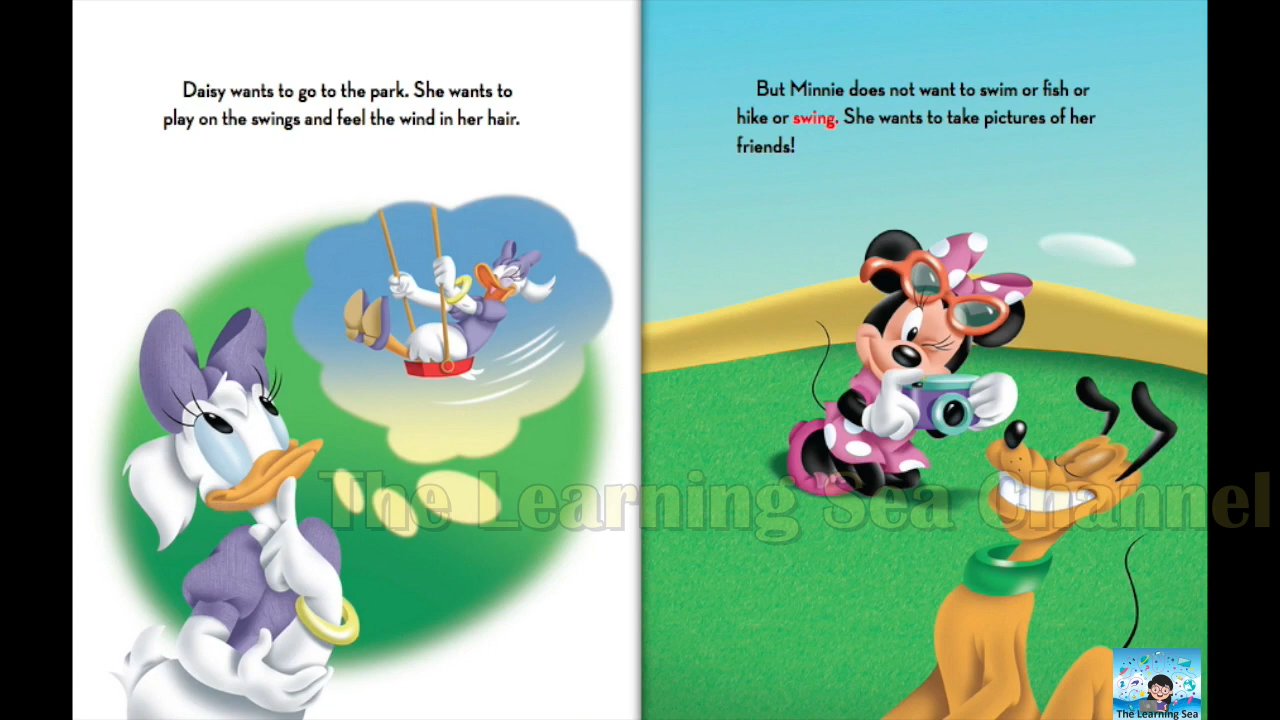 Daisy wants to go to the park. She wants to
play on the swings and feel the wind in her hair.
But Minnie does not want to swim or fish or
hike or swing. She wants to take pictures of her
friends!
The Learning Sea Channel
The Learning Sea